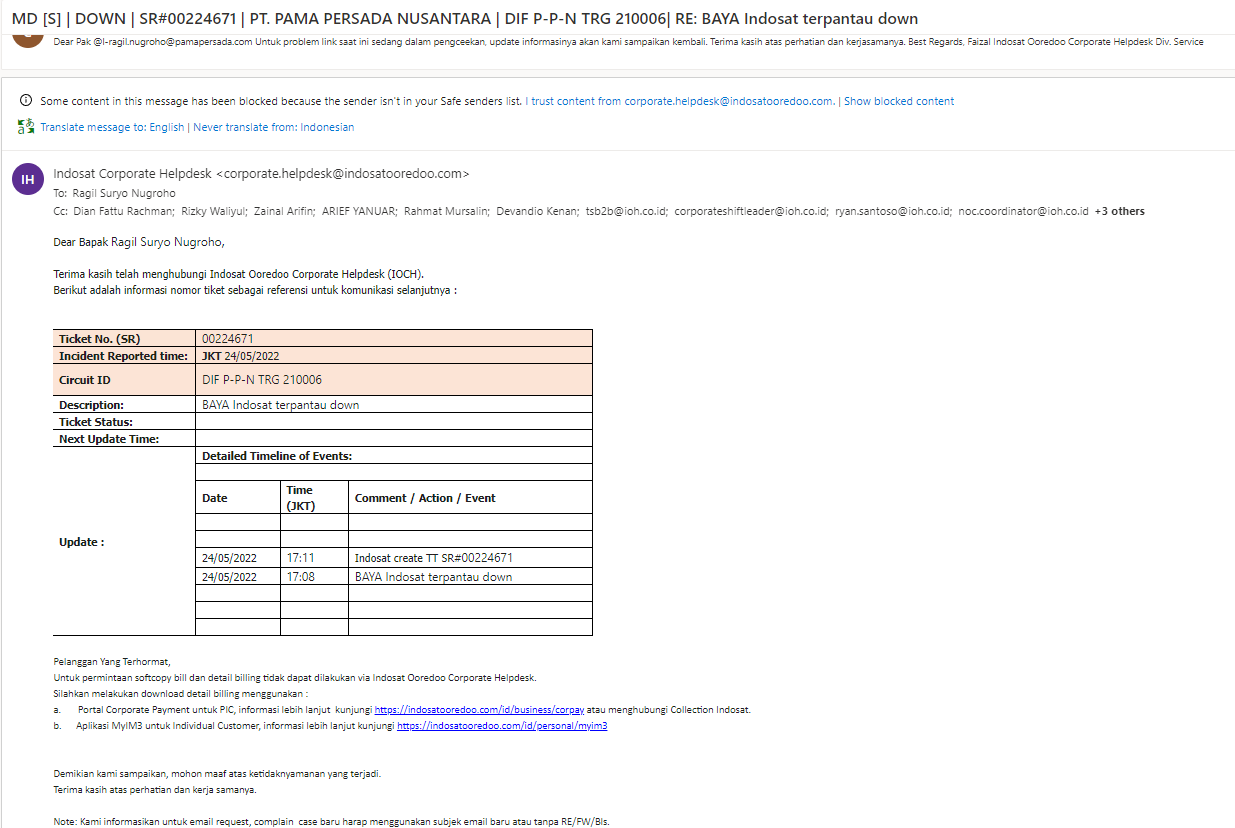 MD [S] | DOWN | SR#00224671 | PT. PAMA PERSADA NUSANTARA | DIF P-P-N TRG 210006| RE: BAYA Indosat terpantau down
Dear Pak @I-ragil.nugroho@pamapersada.com Untuk problem link saat ini sedang dalam pengceekan, update informasinya akan kami sampaikan kembali. Terima kasih atas perhatian dan kerjasamanya. Best Regards, Faizal Indosat Ooredoo Corporate Helpdesk Div. Service
Some content in this message has been blocked because the sender isn't in your Safe senders list. I trust content from corporate.helpdesk@indosatooredoo.com. | Show blocked content
Translate message to: English | Never translate from: Indonesian
IH
Indosat Corporate Helpdesk <corporate.helpdesk@indosatooredoo.com>
To: Ragil Suryo Nugroho
Cc: Dian Fattu Rachman; Rizky Waliyul; Zainal Arifin; ARIEF YANUAR; Rahmat Mursalin; Devandio Kenan; tsb2b@ioh.co.id; corporateshiftleader@ioh.co.id; ryan.santoso@ioh.co.id; noc.coordinator@ioh.co.id +3 others
Dear Bapak Ragil Suryo Nugroho,
Terima kasih telah menghubungi Indosat Ooredoo Corporate Helpdesk (IOCH).
Berikut adalah informasi nomor tiket sebagai referensi untuk komunikasi selanjutnya :
Ticket No. (SR) 00224671
Incident Reported time: JKT 24/05/2022
Circuit ID DIF P-P-N TRG 210006
Description: BAYA Indosat terpantau down
Ticket Status:
Next Update Time:
Update :
Detailed Timeline of Events:
Date Time (JKT) Comment / Action / Event
24/05/2022 17:11 Indosat create TT SR#00224671
24/05/2022 17:08 BAYA Indosat terpantau down
Pelanggan Yang Terhormat,
Untuk permintaan softcopy bill dan detail billing tidak dapat dilakukan via Indosat Ooredoo Corporate Helpdesk.
Silahkan melakukan download detail billing menggunakan :
a. Portal Corporate Payment untuk PIC, informasi lebih lanjut kunjungi https://indosatooredoo.com/id/business/corpay atau menghubungi Collection Indosat.
b. Aplikasi MyIM3 untuk Individual Customer, informasi lebih lanjut kunjungi https://indosatooredoo.com/id/personal/myim3
Demikian kami sampaikan, mohon maaf atas ketidaknyamanan yang terjadi.
Terima kasih atas perhatian dan kerja samanya.
Note: Kami informasikan untuk email request, complain case baru harap menggunakan subjek email baru atau tanpa RE/FW/Bls.